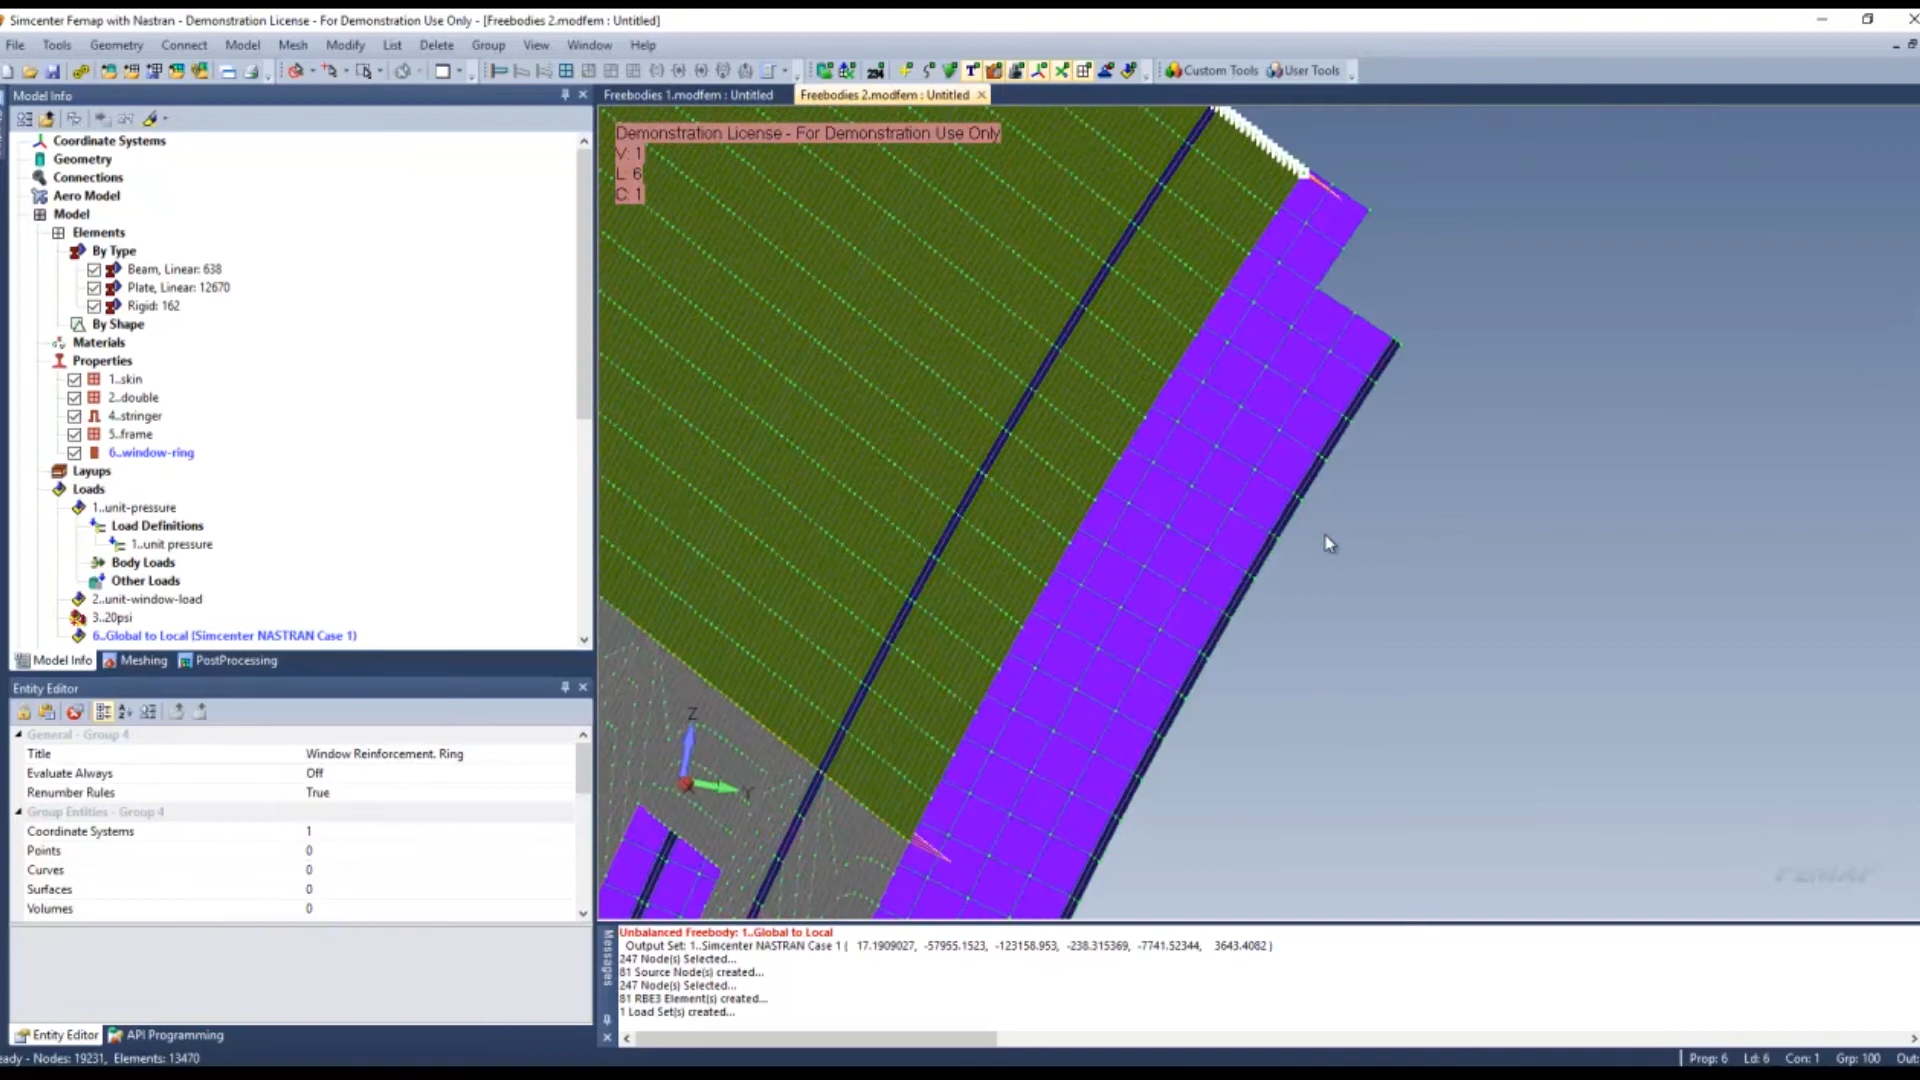 Simcenter Femap with Nastran - Demonstration License - For Demonstration Use Only - [Freebodies 2.modfem : Untitled]
File Tools Geometry Connect Model Mesh Modify List Delete Group View Window Help
234 T Custom Tools User Tools
Model Info
Freebodies 1.modfem : Untitled Freebodies 2.modfem : Untitled
Demonstration License - For Demonstration Use Only
V: 1
L: 6
C: 1
Coordinate Systems
Geometry
Connections
Aero Model
Model
Elements
By Type
Beam, Linear: 638
Plate, Linear: 12670
Rigid: 162
By Shape
Materials
Properties
1..skin
2..double
4..stringer
5..frame
6..window-ring
Layups
Loads
1..unit-pressure
Load Definitions
1..unit pressure
Body Loads
Other Loads
2..unit-window-load
3..20psi
6..Global to Local (Simcenter NASTRAN Case 1)
Model Info Meshing PostProcessing
Entity Editor
General - Group 4
Title Window Reinforcement. Ring
Evaluate Always Off
Renumber Rules True
Group Entities - Group 4
Coordinate Systems 1
Points 0
Curves 0
Surfaces 0
Volumes 0
Z
Y
FEMAP
Messages
Unbalanced Freebody: 1..Global to Local
Output Set: 1..Simcenter NASTRAN Case 1 ( 17.1909027, -57955.1523, -123158.953, -238.315369, -7741.52344, 3643.4082 )
247 Node(s) Selected...
81 Source Node(s) created...
247 Node(s) Selected...
81 RBE3 Element(s) created...
1 Load Set(s) created...
Entity Editor API Programming
eady - Nodes: 19231, Elements: 13470
Prop: 6 Ld: 6 Con: 1 Grp: 100 Out: